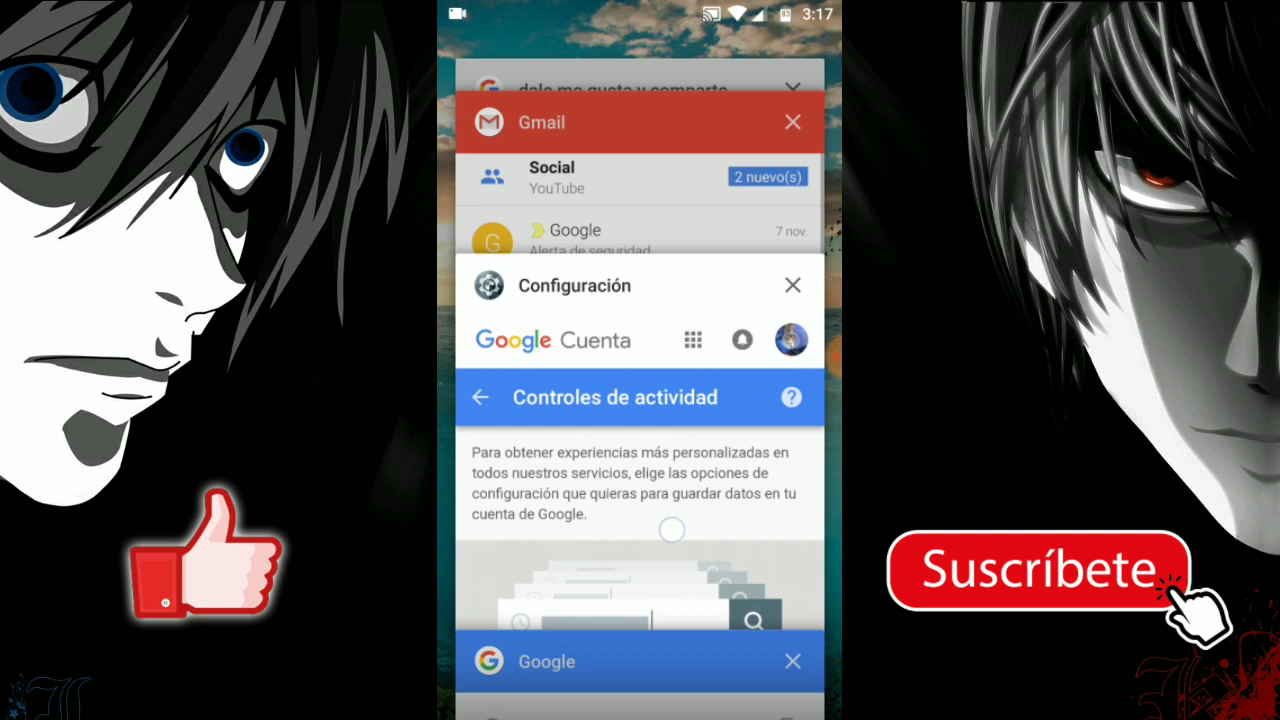 3:17
dale me gusta y comparte
Gmail
Social
2 nuevo(s)
YouTube
Google
7 nov.
G
Alerta de seguridad
Configuración
Google Cuenta
Controles de actividad
?
Para obtener experiencias más personalizadas en
todos nuestros servicios, elige las opciones de
configuración que quieras para guardar datos en tu
cuenta de Google.
Suscríbete
Google